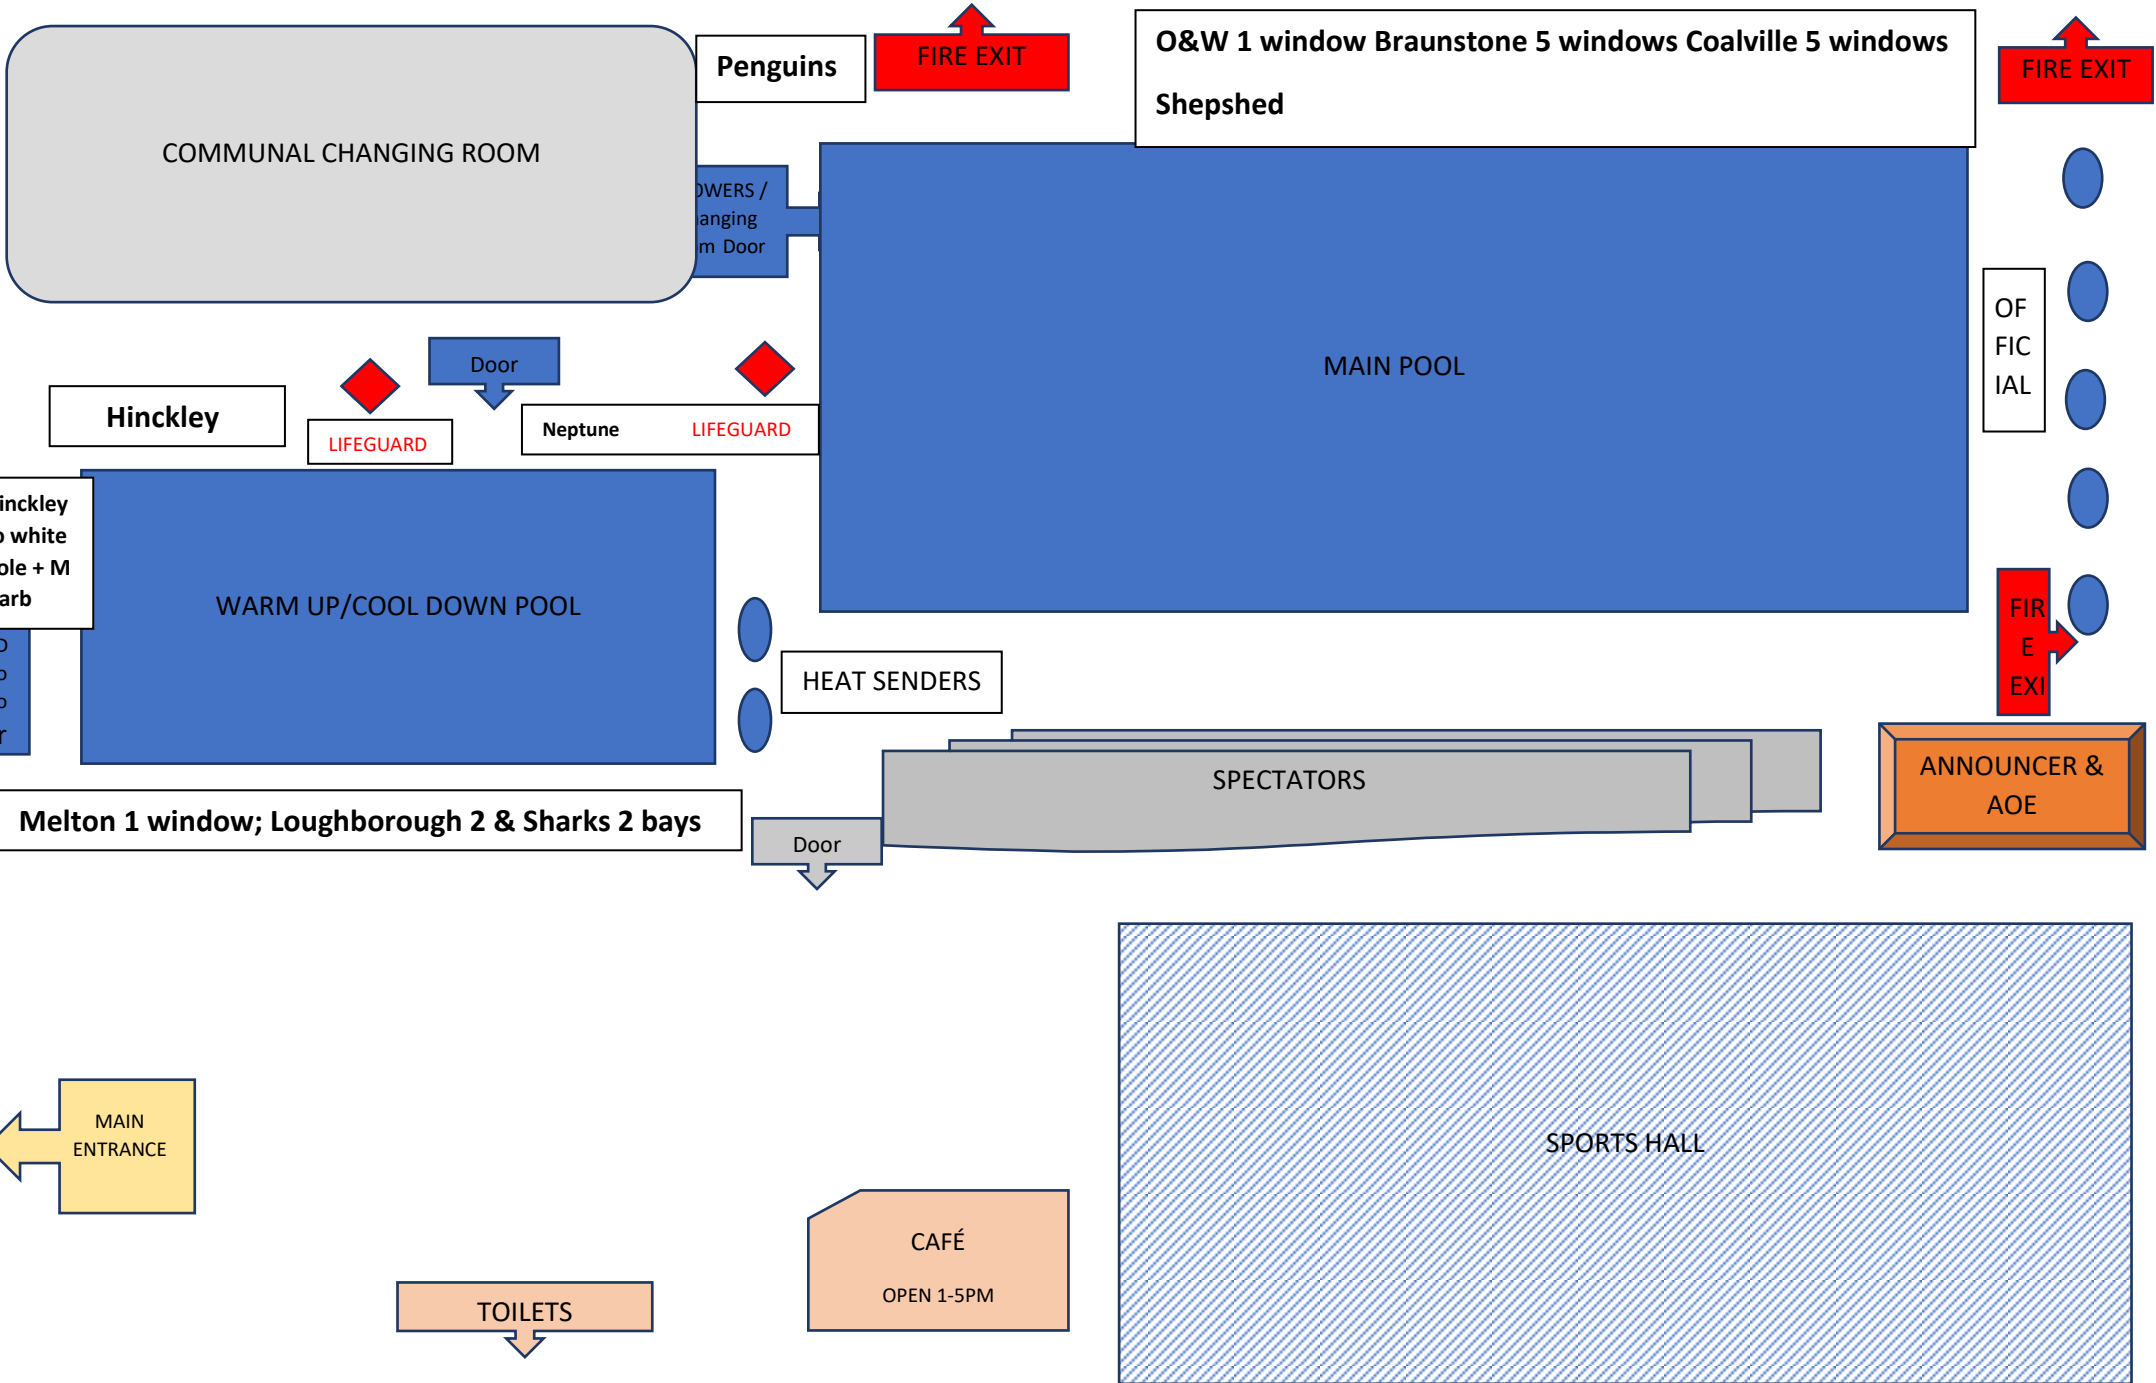 Penguins
FIRE EXIT
O&W 1 window Braunstone 5 windows Coalville 5 windows
Shepshed
FIRE EXIT
COMMUNAL CHANGING ROOM
OWERS /
anging
m Door
OF
FIC
IAL
Door
MAIN POOL
Hinckley
LIFEGUARD
Neptune LIFEGUARD
inckley
o white
ole + M
arb
WARM UP/COOL DOWN POOL
FIR
E
EXI
HEAT SENDERS
SPECTATORS
ANNOUNCER &
AOE
Melton 1 window; Loughborough 2 & Sharks 2 bays
Door
MAIN
ENTRANCE
SPORTS HALL
CAFÉ
OPEN 1-5PM
TOILETS